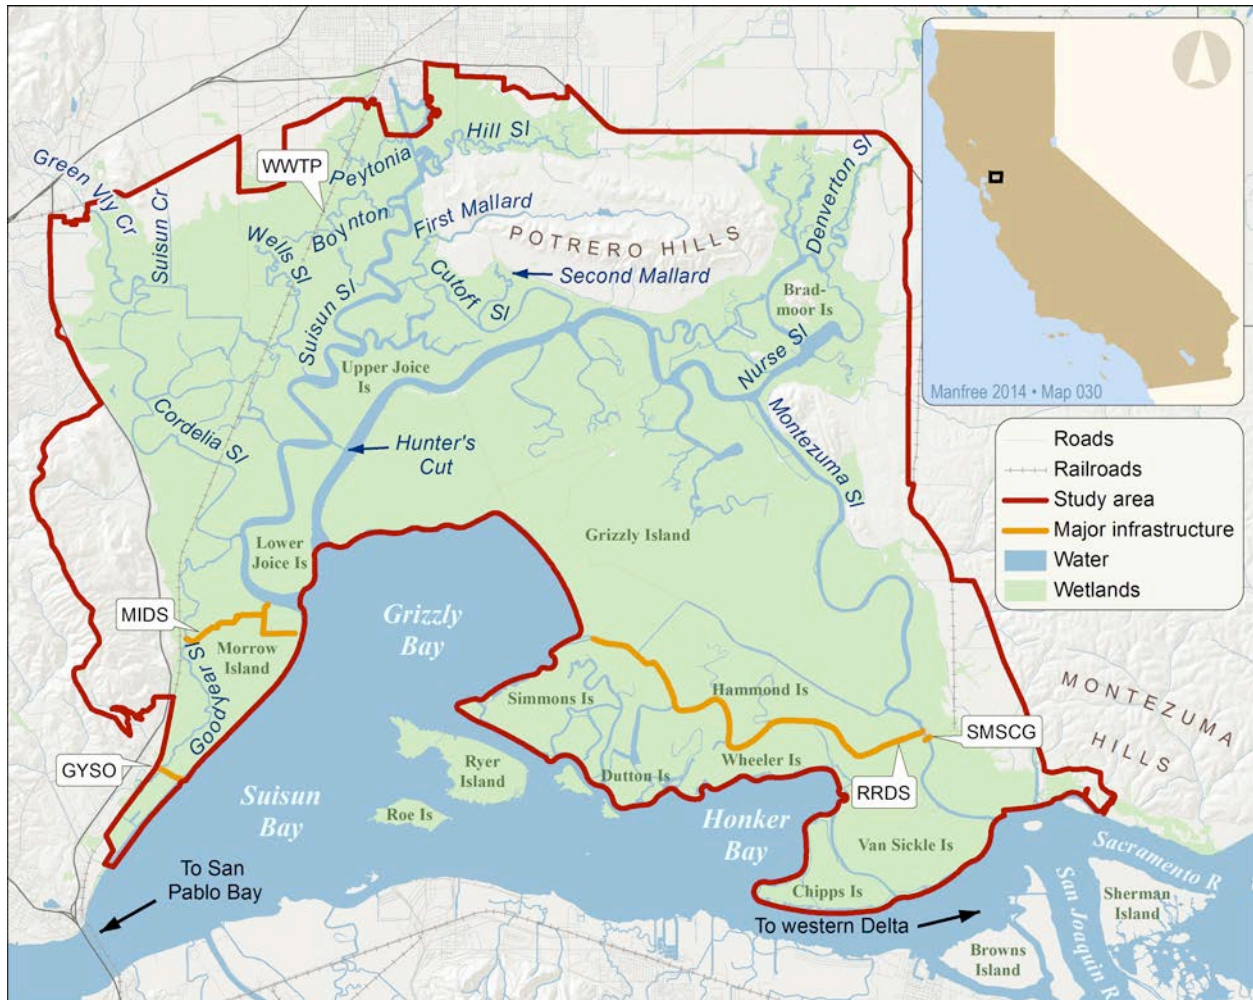 Hill Sl
Peytonia
WWTP
Green Vly Cr
Suisun Cr
First Mallard
Boynton
Wells Sl
Denverton Sl
POTRERO HILLS
Second Mallard
Cutoff Sl
Brad-
moor Is
Suisun Sl
Nurse Sl
Upper Joice
Is
Cordelia Sl
Montezuma Sl
Hunter's
Cut
Grizzly Island
Lower
Joice Is
MIDS
Grizzly
Bay
Morrow
Island
Goodyear Sl
Simmons Is
Hammond Is
SMSCG
MONTEZUMA
HILLS
GYSO
Ryer
Island
Dutton Is
Wheeler Is
RRDS
Suisun
Bay
Roe Is
Honker
Bay
Van Sickle Is
Chipps Is
To San
Pablo Bay
To western Delta
Sacramento R
San Joaquin R
Sherman
Island
Browns
Island
Manfree 2014 • Map 030
Roads
Railroads
Study area
Major infrastructure
Water
Wetlands